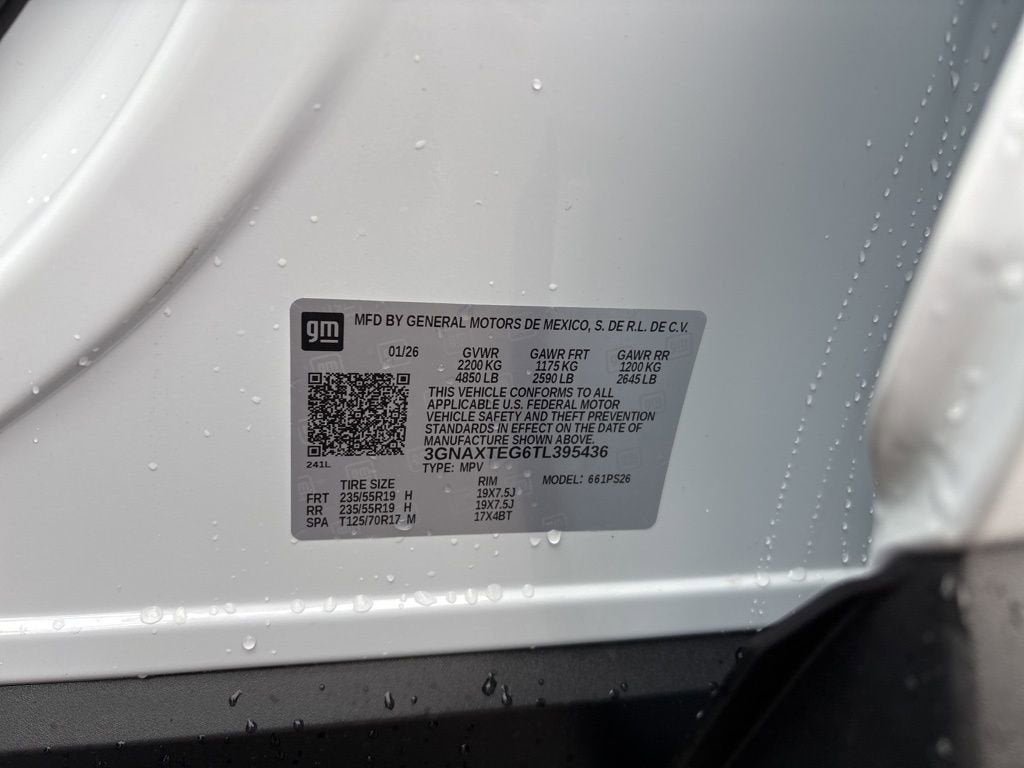 gm MFD BY GENERAL MOTORS DE MEXICO, S. DE R.L. DE C.V.
01/26 GVWR GAWR FRT GAWR RR
2200 KG 1175 KG 1200 KG
4850 LB 2590 LB 2645 LB
THIS VEHICLE CONFORMS TO ALL
APPLICABLE U.S. FEDERAL MOTOR
VEHICLE SAFETY AND THEFT PREVENTION
STANDARDS IN EFFECT ON THE DATE OF
MANUFACTURE SHOWN ABOVE.
3GNAXTEG6TL395436
241L
TYPE: MPV
TIRE SIZE RIM MODEL: 661PS26
FRT 235/55R19 H 19X7.5J
RR 235/55R19 H 19X7.5J
SPA T125/70R17 M 17X4BT